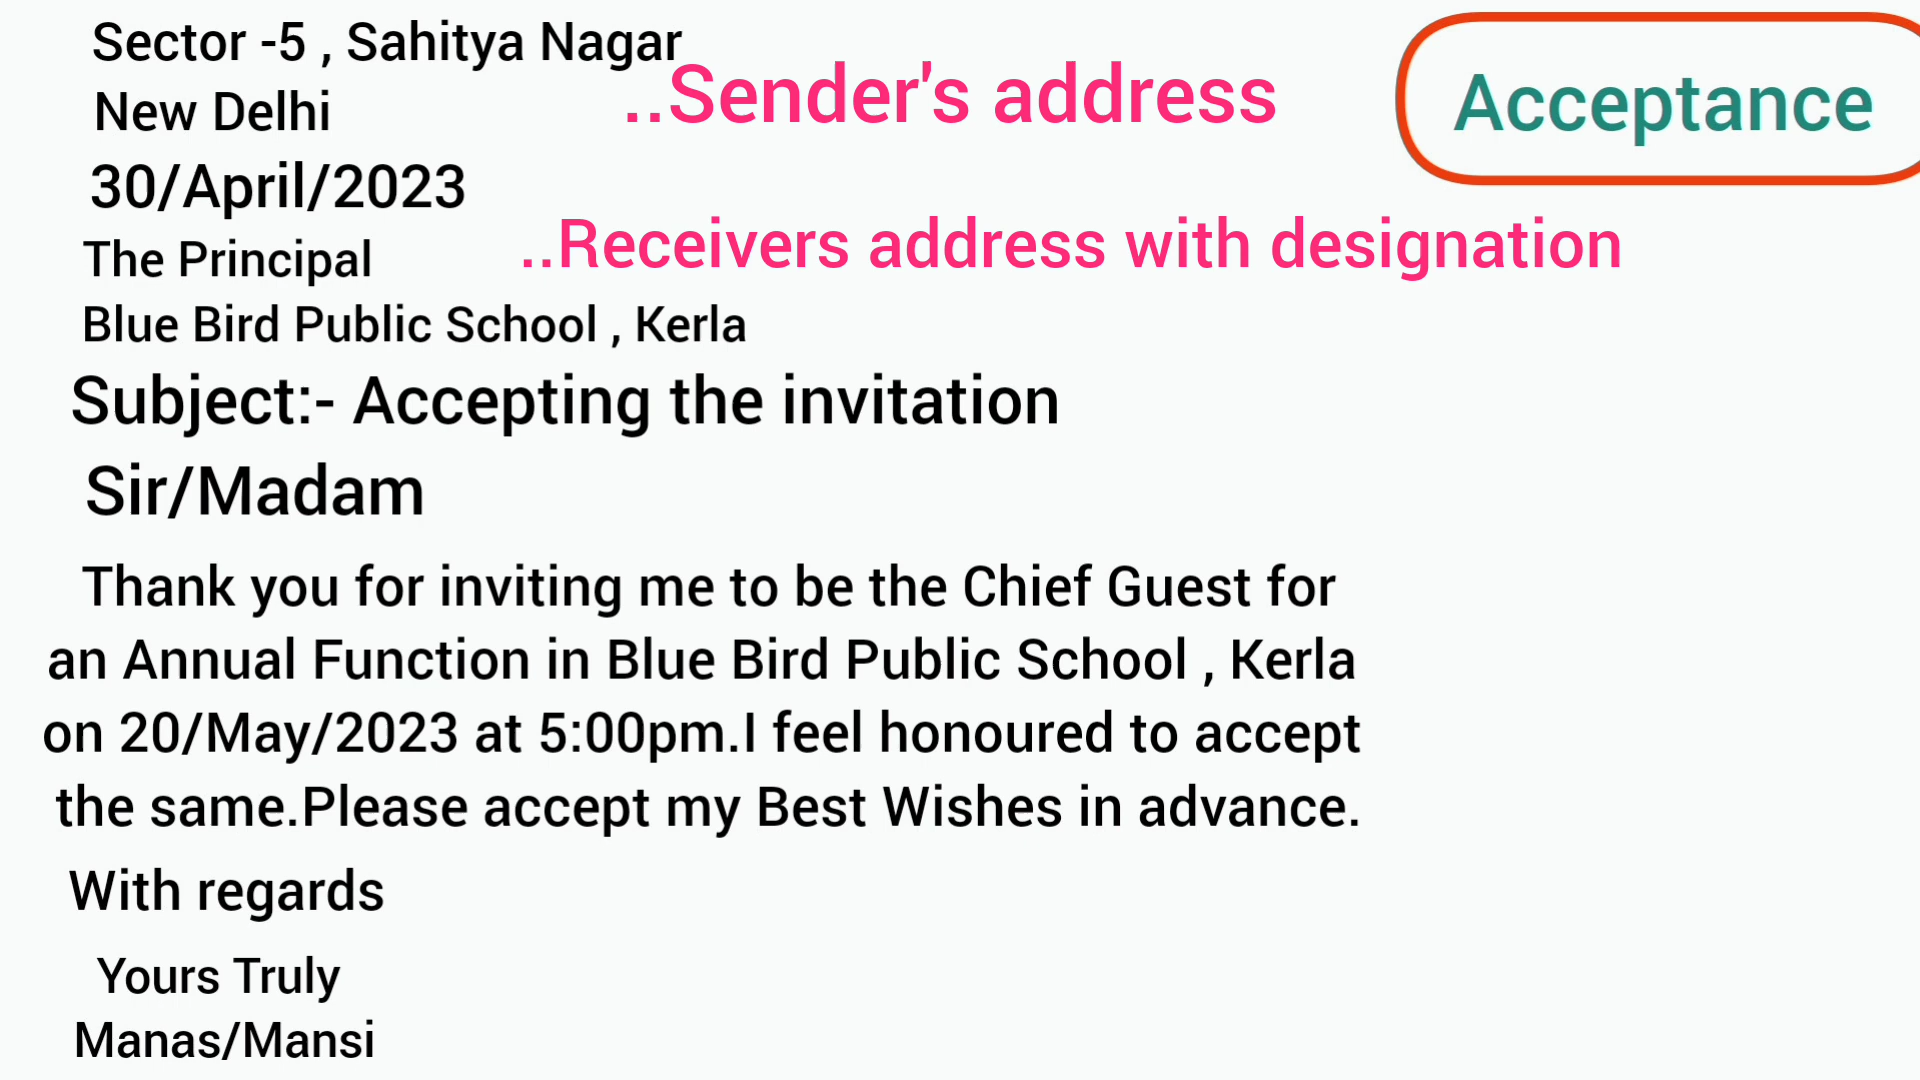 Sector -5 , Sahitya Nagar
..Sender's address
Acceptance
New Delhi
30/April/2023
..Receivers address with designation
The Principal
Blue Bird Public School , Kerla
Subject:- Accepting the invitation
Sir/Madam
Thank you for inviting me to be the Chief Guest for
an Annual Function in Blue Bird Public School , Kerla
on 20/May/2023 at 5:00pm.I feel honoured to accept
the same.Please accept my Best Wishes in advance.
With regards
Yours Truly
Manas/Mansi